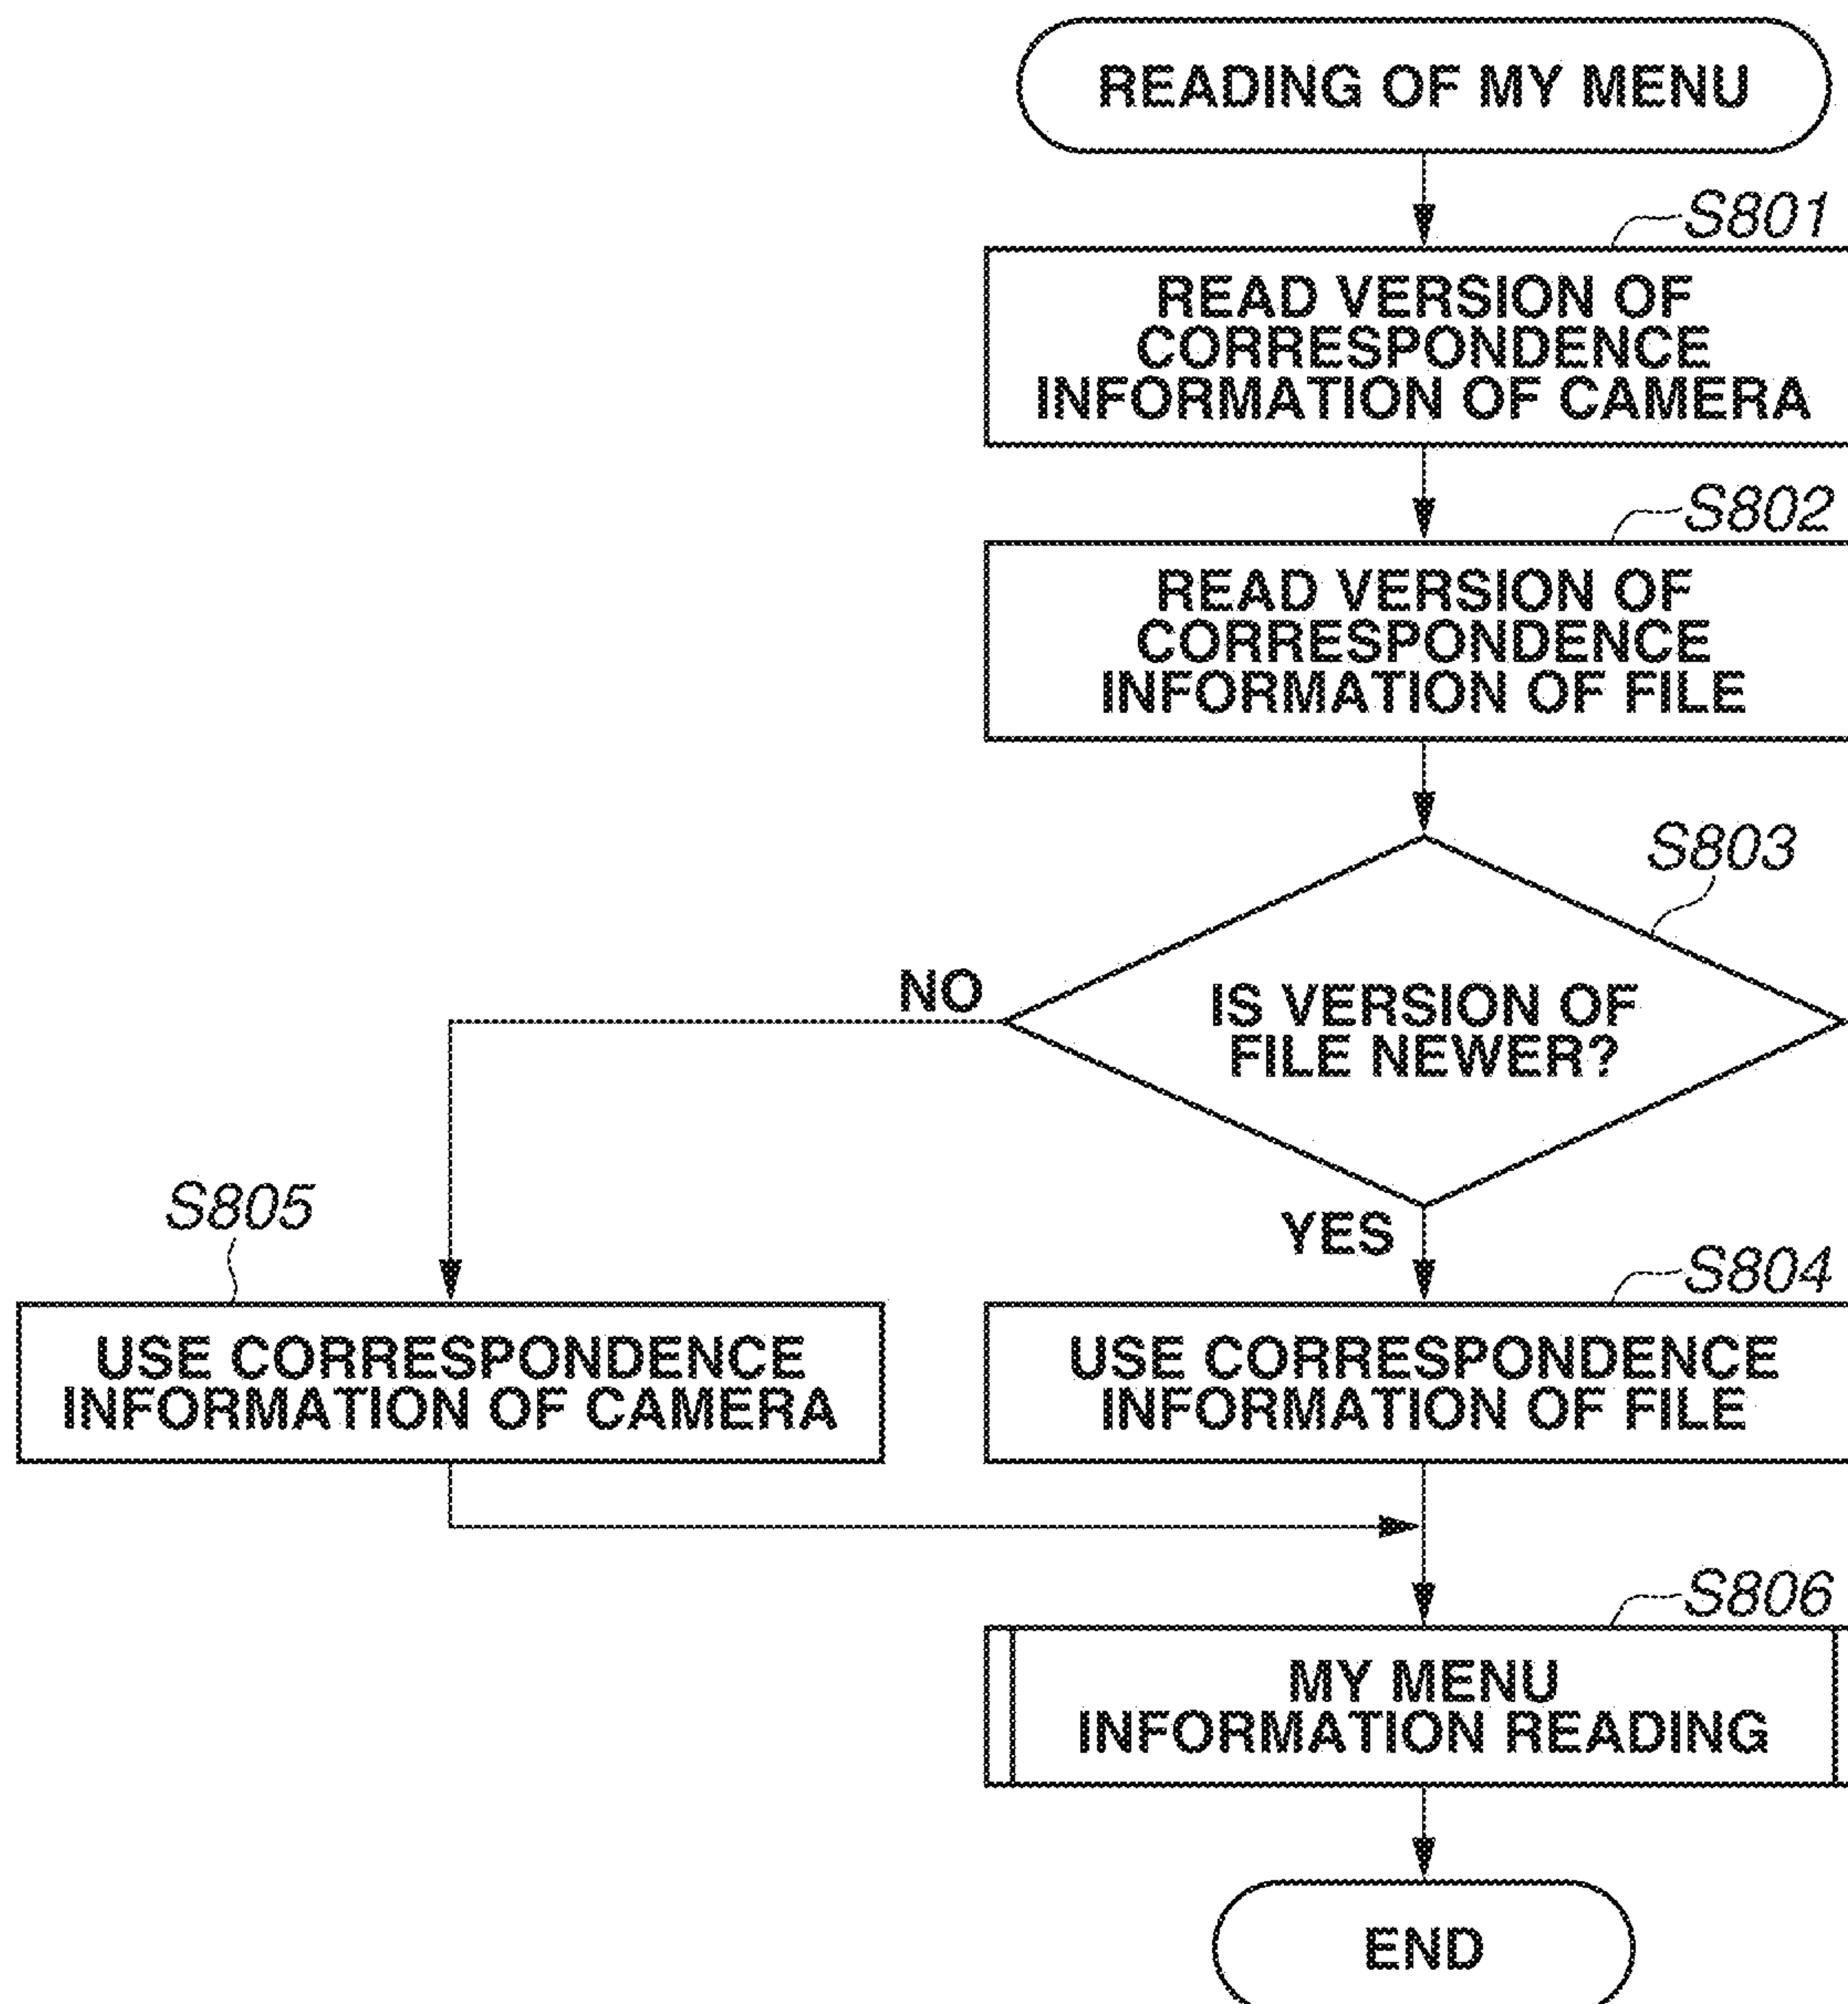 READING OF MY MENU
S801
READ VERSION OF
CORRESPONDENCE
INFORMATION OF CAMERA
S802
READ VERSION OF
CORRESPONDENCE
INFORMATION OF FILE
S803
IS VERSION OF
FILE NEWER?
NO
YES
S805
USE CORRESPONDENCE
INFORMATION OF CAMERA
S804
USE CORRESPONDENCE
INFORMATION OF FILE
S806
MY MENU
INFORMATION READING
END